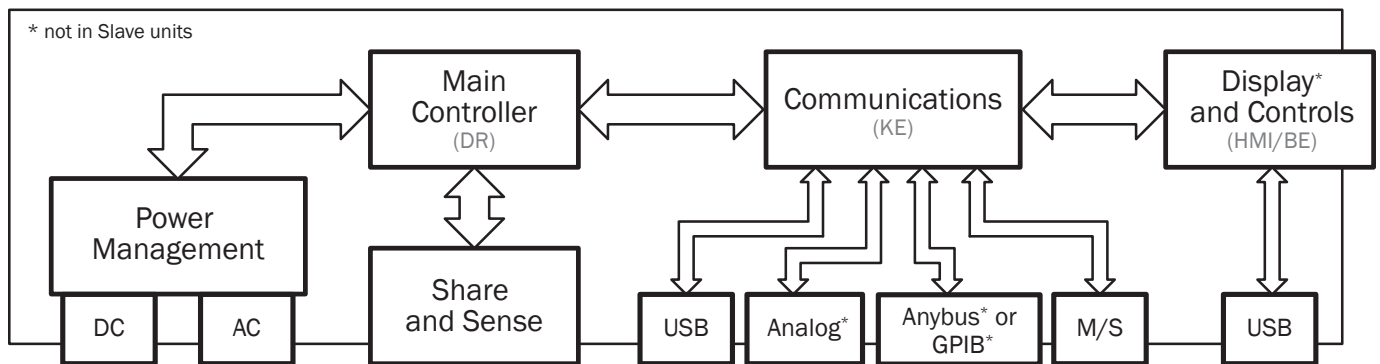 * not in Slave units
Main
Controller
(DR)
Communications
(KE)
Display*
and Controls
(HMI/BE)
Power
Management
Share
and Sense
DC
AC
USB
Analog*
Anybus* or
GPIB*
M/S
USB